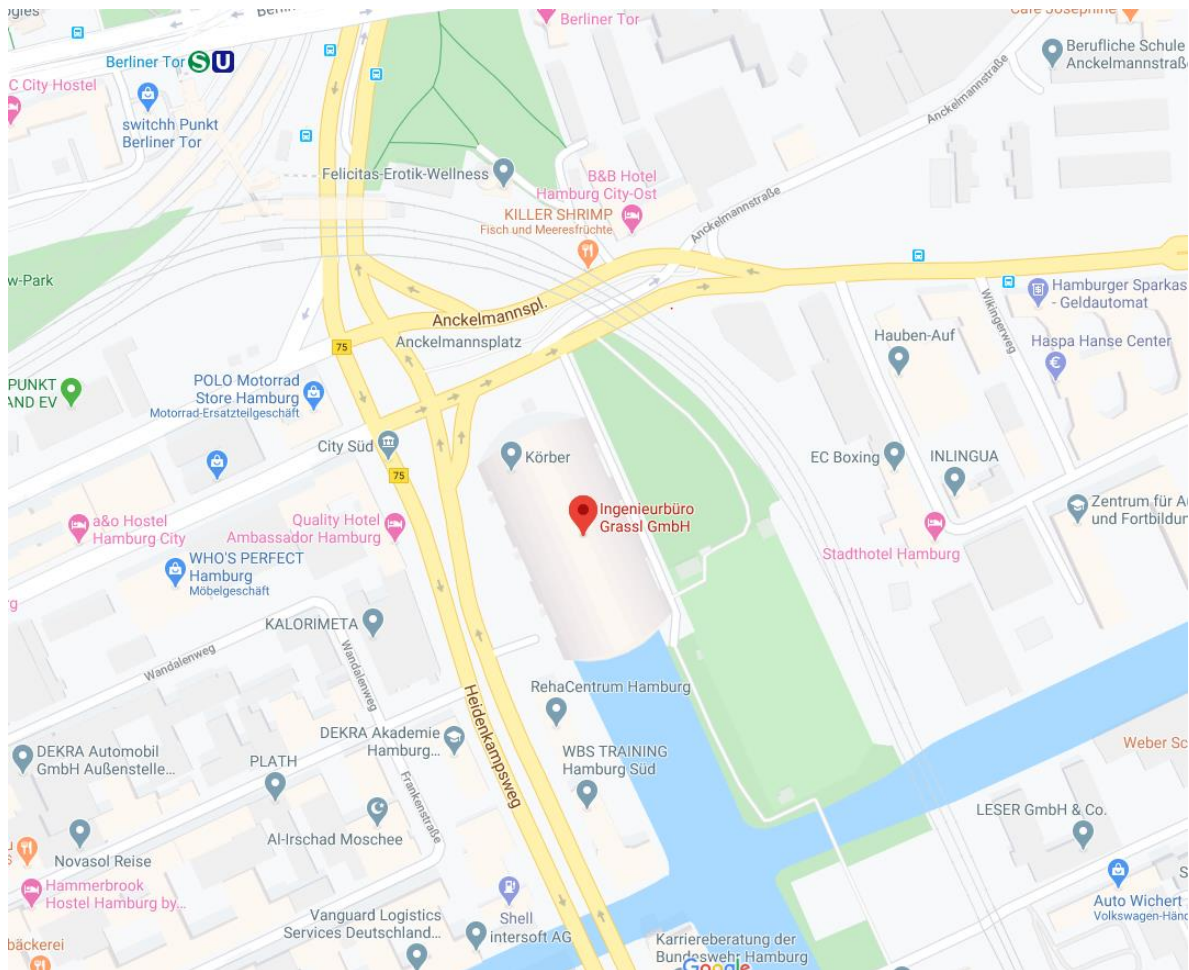 Berliner Tor
Berliner Tor
Berufliche Schule
Anckelmannstraß
C City Hostel
switchh Punkt
Berliner Tor
Anckelmannstraße
Felicitas-Erotik-Wellness
B&B Hotel
Hamburg City-Ost
KILLER SHRIMP
Fisch und Meeresfrüchte
Anckelmannstraße
w-Park
Anckelmannspl.
Anckelmannsplatz
75
Wikingerweg
Hamburger Sparkas
- Geldautomat
Hauben-Auf
Haspa Hanse Center
PUNKT
AND EV
POLO Motorrad
Store Hamburg
Motorrad-Ersatzteilgeschäft
City Süd
75
Körber
EC Boxing
INLINGUA
Ingenieurbüro
Grassl GmbH
Zentrum für Au
und Fortbildun
a&o Hostel
Hamburg City
Quality Hotel
Ambassador Hamburg
Stadthotel Hamburg
WHO'S PERFECT
Hamburg
Möbelgeschäft
KALORIMETA
Wandalenweg
Wandalenweg
RehaCentrum Hamburg
Heidenkampsweg
DEKRA Akademie
Hamburg...
WBS TRAINING
Hamburg Süd
DEKRA Automobil
GmbH Außenstelle...
PLATH
Weber Sc
Frankenstraße
LESER GmbH & Co.
Al-Irschad Moschee
Novasol Reise
Hammerbrook
Hostel Hamburg by...
Auto Wichert
Volkswagen-Händ
Vanguard Logistics
Services Deutschland...
Shell
intersoft AG
Karriereberatung der
Bundeswehr Hamburg
bäckerei
Google